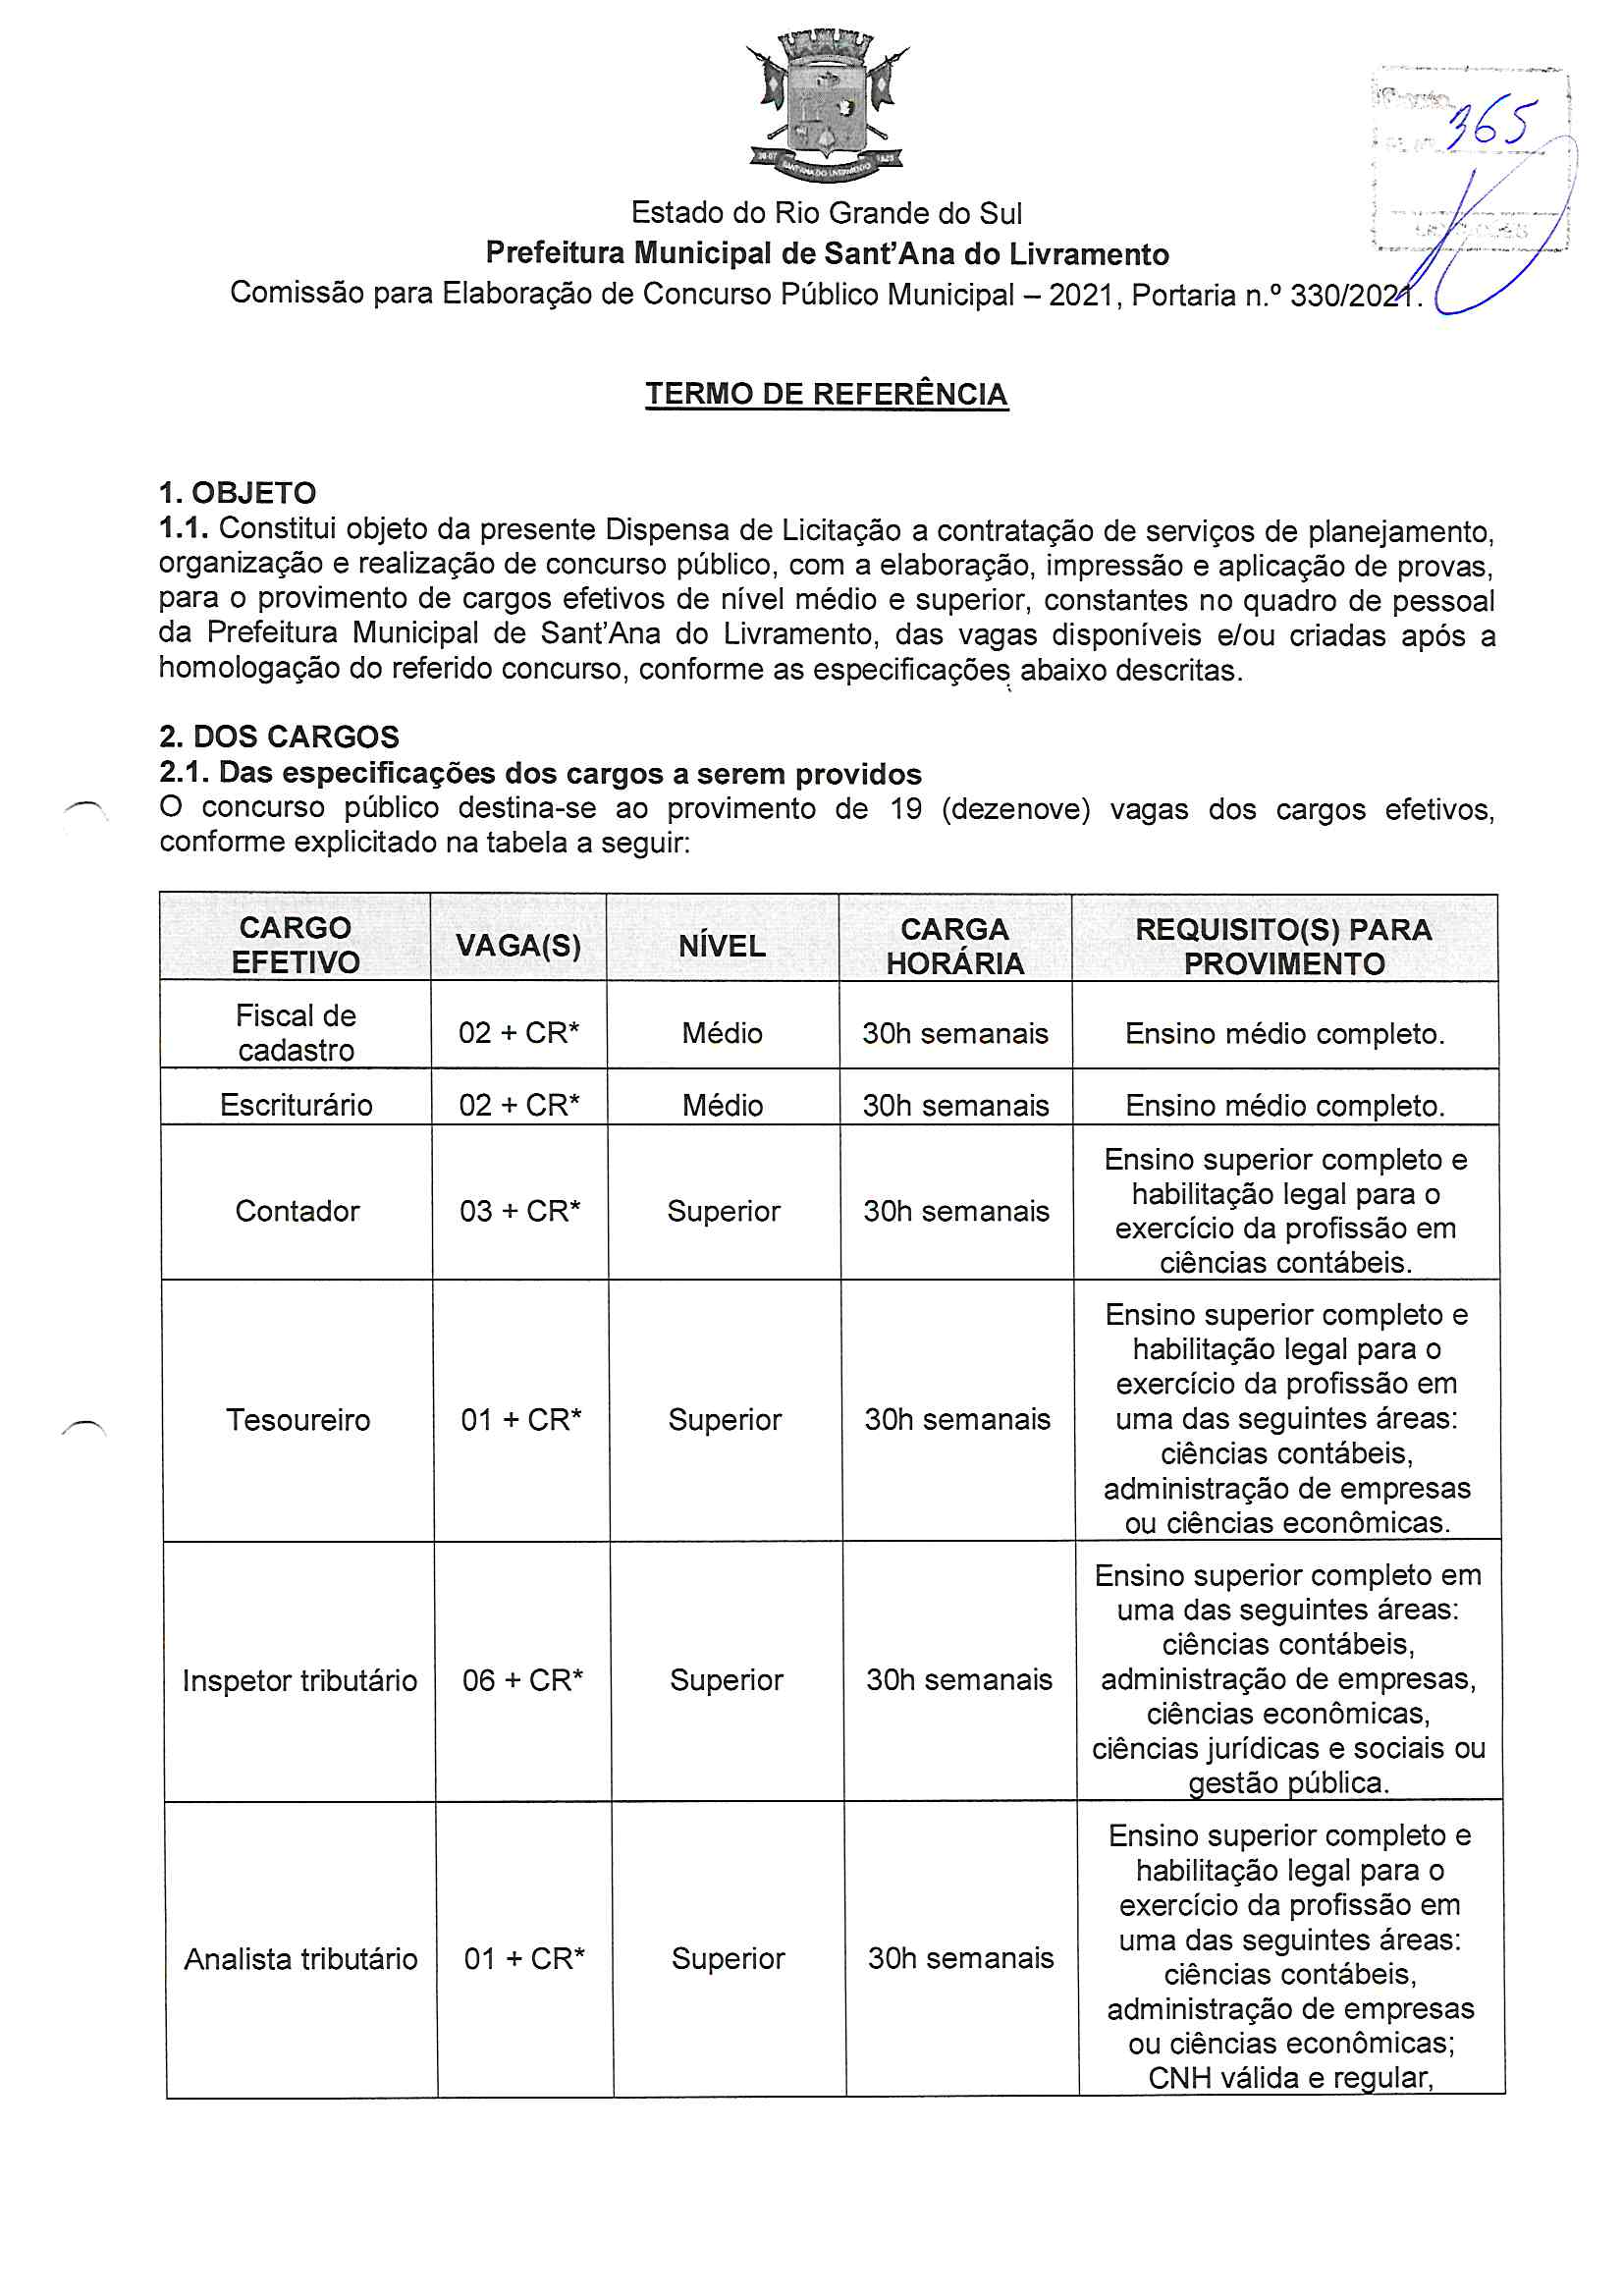 SANT'ANA DO LIVRAMENTO
365
Estado do Rio Grande do Sul
Prefeitura Municipal de Sant'Ana do Livramento
Comissão para Elaboração de Concurso Público Municipal – 2021, Portaria n.º 330/2021.
TERMO DE REFERÊNCIA
1. OBJETO
1.1. Constitui objeto da presente Dispensa de Licitação a contratação de serviços de planejamento,
organização e realização de concurso público, com a elaboração, impressão e aplicação de provas,
para o provimento de cargos efetivos de nível médio e superior, constantes no quadro de pessoal
da Prefeitura Municipal de Sant'Ana do Livramento, das vagas disponíveis e/ou criadas após a
homologação do referido concurso, conforme as especificações abaixo descritas.
2. DOS CARGOS
2.1. Das especificações dos cargos a serem providos
O concurso público destina-se ao provimento de 19 (dezenove) vagas dos cargos efetivos,
conforme explicitado na tabela a seguir:
CARGO
EFETIVO
VAGA(S)
NÍVEL
CARGA
HORÁRIA
REQUISITO(S) PARA
PROVIMENTO
Fiscal de
cadastro
02 + CR*
Médio
30h semanais
Ensino médio completo.
Escriturário
02 + CR*
Médio
30h semanais
Ensino médio completo.
Contador
03 + CR*
Superior
30h semanais
Ensino superior completo e
habilitação legal para o
exercício da profissão em
ciências contábeis.
Tesoureiro
01 + CR*
Superior
30h semanais
Ensino superior completo e
habilitação legal para o
exercício da profissão em
uma das seguintes áreas:
ciências contábeis,
administração de empresas
ou ciências econômicas.
Inspetor tributário
06 + CR*
Superior
30h semanais
Ensino superior completo em
uma das seguintes áreas:
ciências contábeis,
administração de empresas,
ciências econômicas,
ciências jurídicas e sociais ou
gestão pública.
Analista tributário
01 + CR*
Superior
30h semanais
Ensino superior completo e
habilitação legal para o
exercício da profissão em
uma das seguintes áreas:
ciências contábeis,
administração de empresas
ou ciências econômicas;
CNH válida e regular,